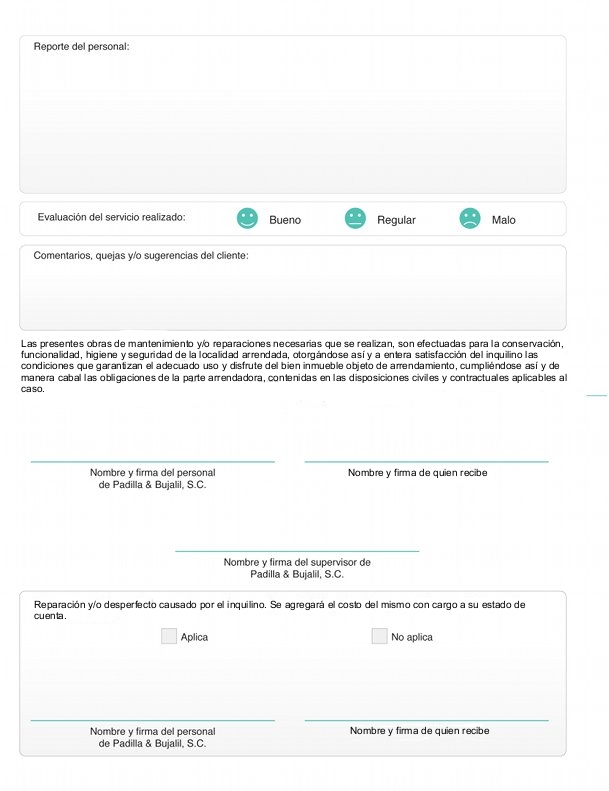 Reporte del personal:
Evaluación del servicio realizado: Bueno Regular Malo
Comentarios, quejas y/o sugerencias del cliente:
Las presentes obras de mantenimiento y/o reparaciones necesarias que se realizan, son efectuadas para la conservación,
funcionalidad, higiene y seguridad de la localidad arrendada, otorgándose así y a entera satisfacción del inquilino las
condiciones que garantizan el adecuado uso y disfrute del bien inmueble objeto de arrendamiento, cumpliéndose así y de
manera cabal las obligaciones de la parte arrendadora, contenidas en las disposiciones civiles y contractuales aplicables al
caso.
Nombre y firma del personal
de Padilla & Bujalil, S.C.
Nombre y firma de quien recibe
Nombre y firma del supervisor de
Padilla & Bujalil, S.C.
Reparación y/o desperfecto causado por el inquilino. Se agregará el costo del mismo con cargo a su estado de
cuenta.
Aplica No aplica
Nombre y firma del personal
de Padilla & Bujalil, S.C.
Nombre y firma de quien recibe